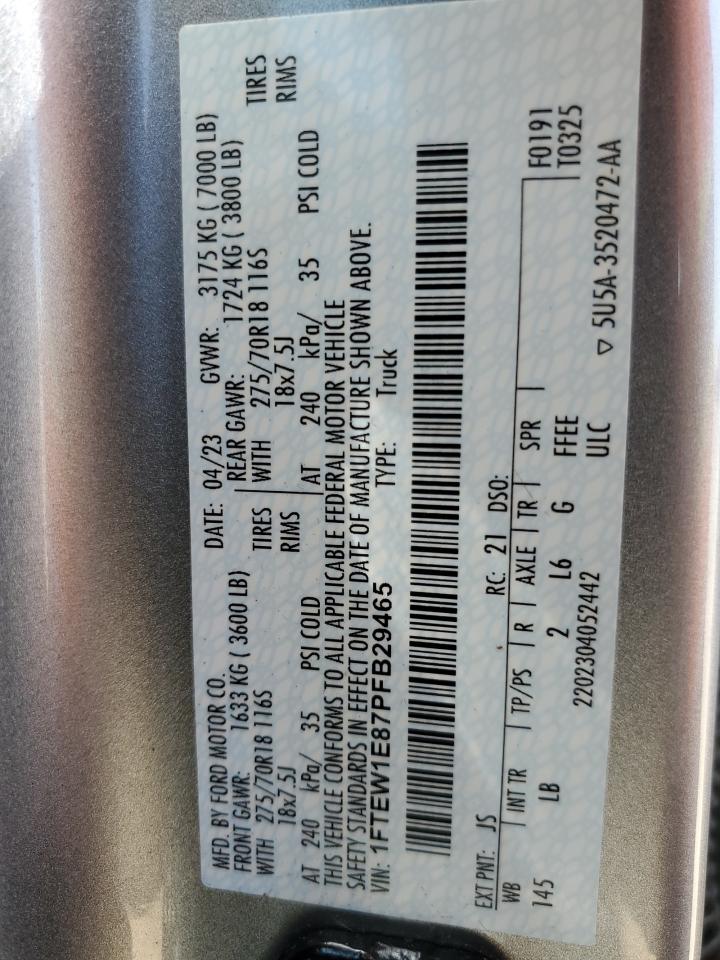 MFD. BY FORD MOTOR CO. DATE: 04/23 GVWR: 3175 KG ( 7000 LB)
FRONT GAWR: 1633 KG ( 3600 LB) REAR GAWR: 1724 KG ( 3800 LB)
WITH 275/70R18 116S TIRES WITH 275/70R18 116S TIRES
18x7.5J RIMS 18x7.5J RIMS
AT 240 kPa/ 35 PSI COLD AT 240 kPa/ 35 PSI COLD
THIS VEHICLE CONFORMS TO ALL APPLICABLE FEDERAL MOTOR VEHICLE
SAFETY STANDARDS IN EFFECT ON THE DATE OF MANUFACTURE SHOWN ABOVE.
VIN: 1FTEW1E87PFB29465 TYPE: Truck
EXT PNT: JS RC: 21 DSO:
WB INT TR TP/PS R AXLE TR SPR F0191
T0325
145 LB 2 L6 G FFEE
ULC
2202304052442 ▽ 5U5A-3520472-AA